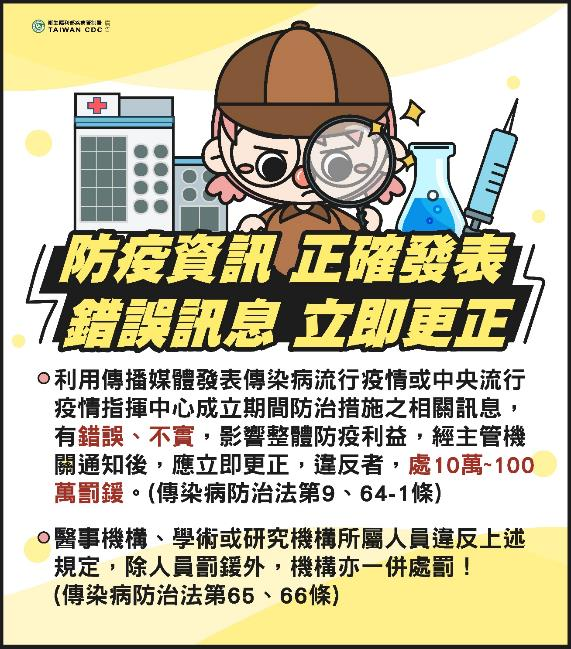 衛生福利部疾病管制署
TAIWAN CDC
防疫資訊 正確發表
錯誤訊息 立即更正
利用傳播媒體發表傳染病流行疫情或中央流行
疫情指揮中心成立期間防治措施之相關訊息，
有錯誤、不實，影響整體防疫利益，經主管機
關通知後，應立即更正，違反者，處10萬~100
萬罰鍰。(傳染病防治法第9、64-1條)
醫事機構、學術或研究機構所屬人員違反上述
規定，除人員罰鍰外，機構亦一併處罰！
(傳染病防治法第65、66條)